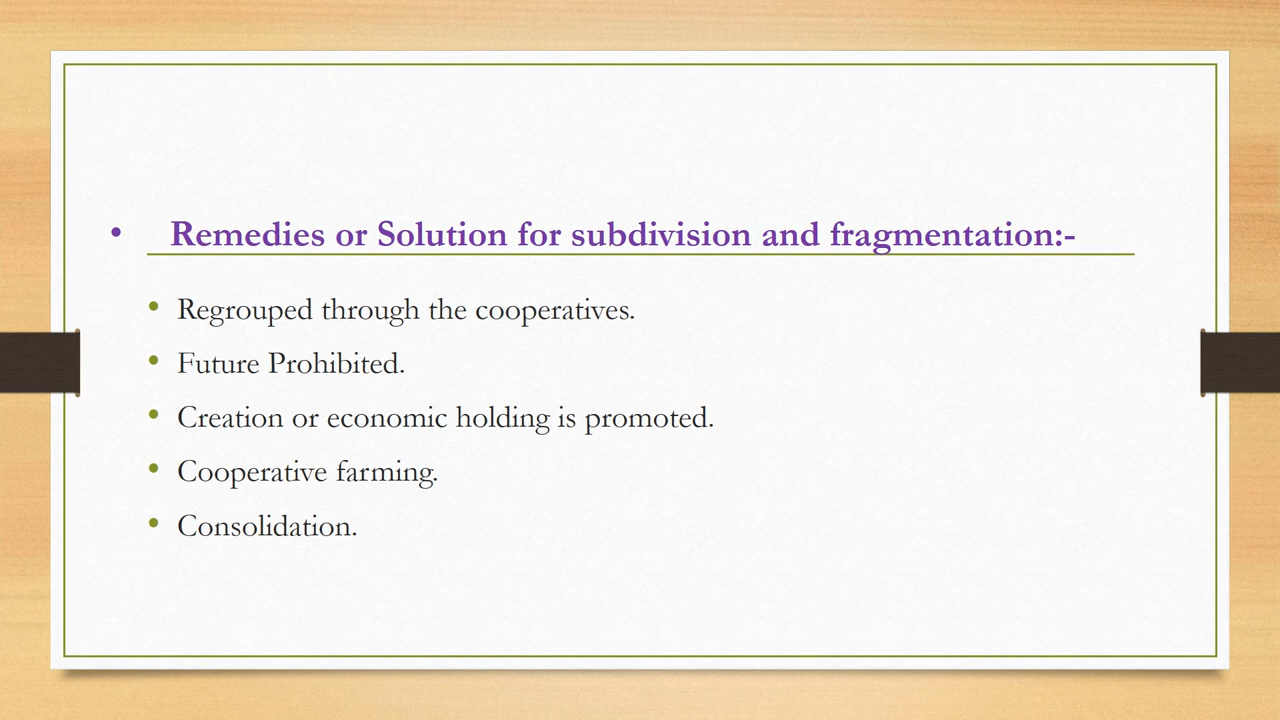 • Remedies or Solution for subdivision and fragmentation:-
• Regrouped through the cooperatives.
• Future Prohibited.
• Creation or economic holding is promoted.
• Cooperative farming.
• Consolidation.